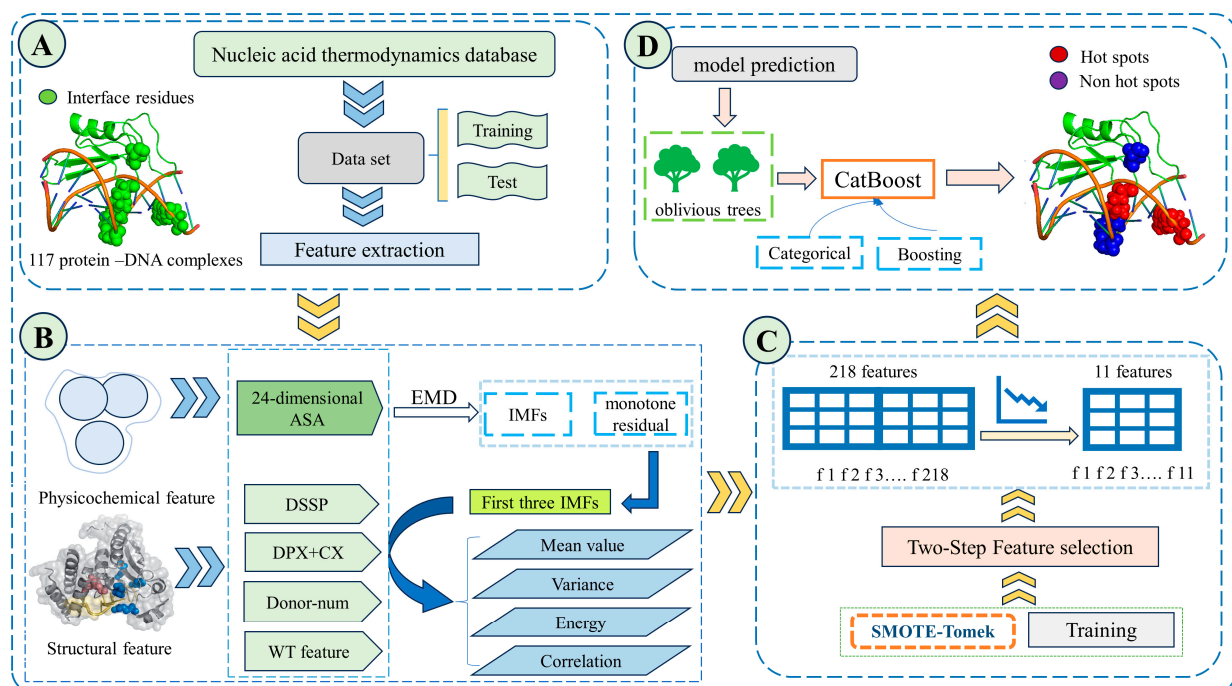 A
Nucleic acid thermodynamics database
Interface residues
Training
Data set
Test
Feature extraction
117 protein –DNA complexes
D
model prediction
Hot spots
Non hot spots
oblivious trees
CatBoost
Categorical
Boosting
B
24-dimensional
ASA
EMD
IMFs
monotone
residual
Physicochemical feature
DSSP
First three IMFs
DPX+CX
Mean value
Variance
Donor-num
Energy
WT feature
Correlation
Structural feature
C
218 features
11 features
f 1 f 2 f 3…. f 218
f 1 f 2 f 3…. f 11
Two-Step Feature selection
SMOTE-Tomek
Training